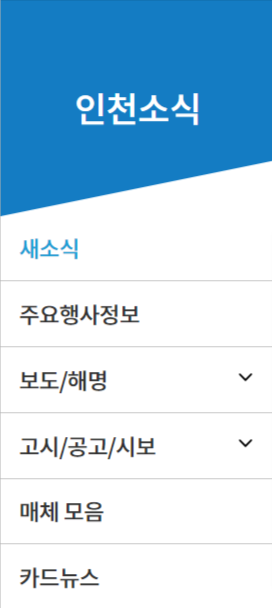 인천소식
새소식
주요행사정보
보도/해명
고시/공고/시보
매체 모음
카드뉴스